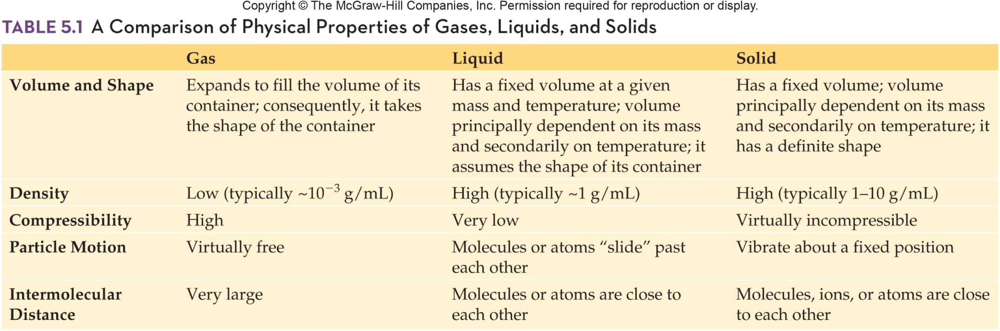 Copyright © The McGraw-Hill Companies, Inc. Permission required for reproduction or display.
TABLE 5.1 A Comparison of Physical Properties of Gases, Liquids, and Solids
Gas Liquid Solid
Volume and Shape Expands to fill the volume of its Has a fixed volume at a given Has a fixed volume; volume
container; consequently, it takes mass and temperature; volume principally dependent on its mass
the shape of the container principally dependent on its mass and secondarily on temperature; it
and secondarily on temperature; it has a definite shape
assumes the shape of its container
Density Low (typically ~10⁻³ g/mL) High (typically ~1 g/mL) High (typically 1–10 g/mL)
Compressibility High Very low Virtually incompressible
Particle Motion Virtually free Molecules or atoms “slide” past Vibrate about a fixed position
each other
Intermolecular Very large Molecules or atoms are close to Molecules, ions, or atoms are close
Distance each other to each other